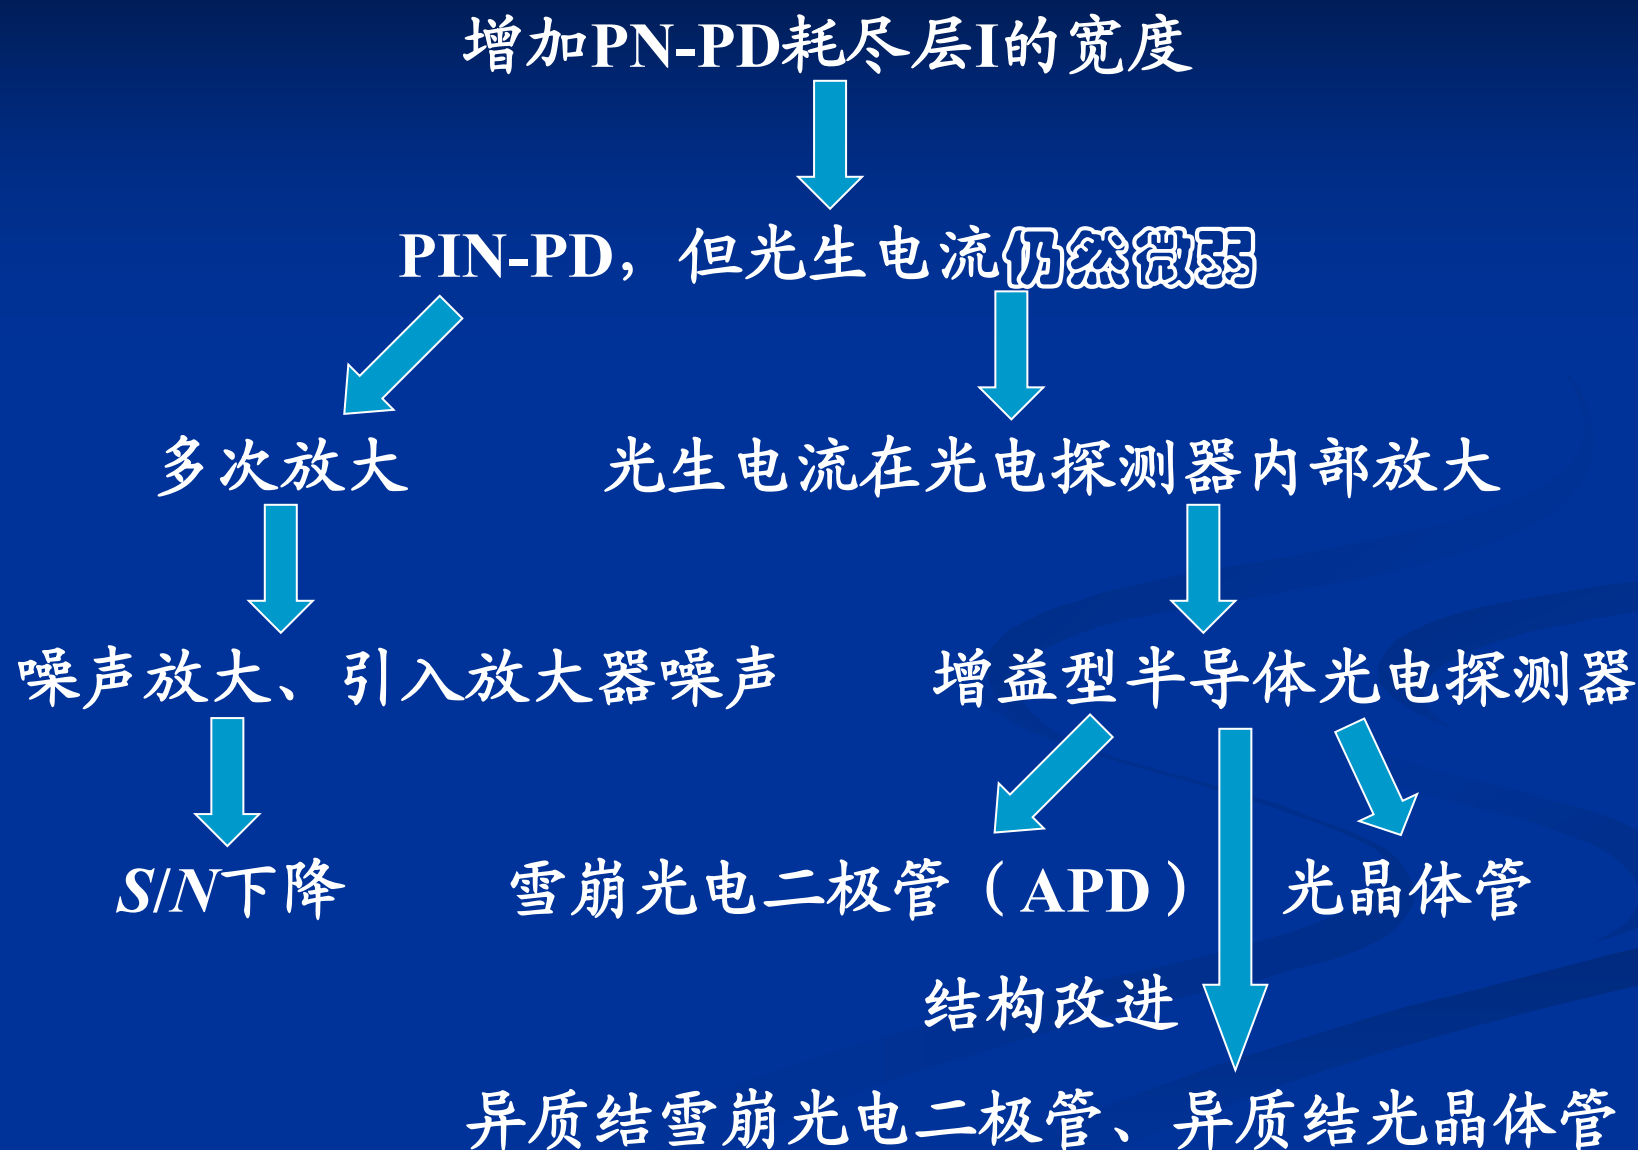 增加PN-PD耗尽层I的宽度
PIN-PD，但光生电流仍然微弱
多次放大
光生电流在光电探测器内部放大
噪声放大、引入放大器噪声
增益型半导体光电探测器
S/N下降
雪崩光电二极管（APD）
光晶体管
结构改进
异质结雪崩光电二极管、异质结光晶体管